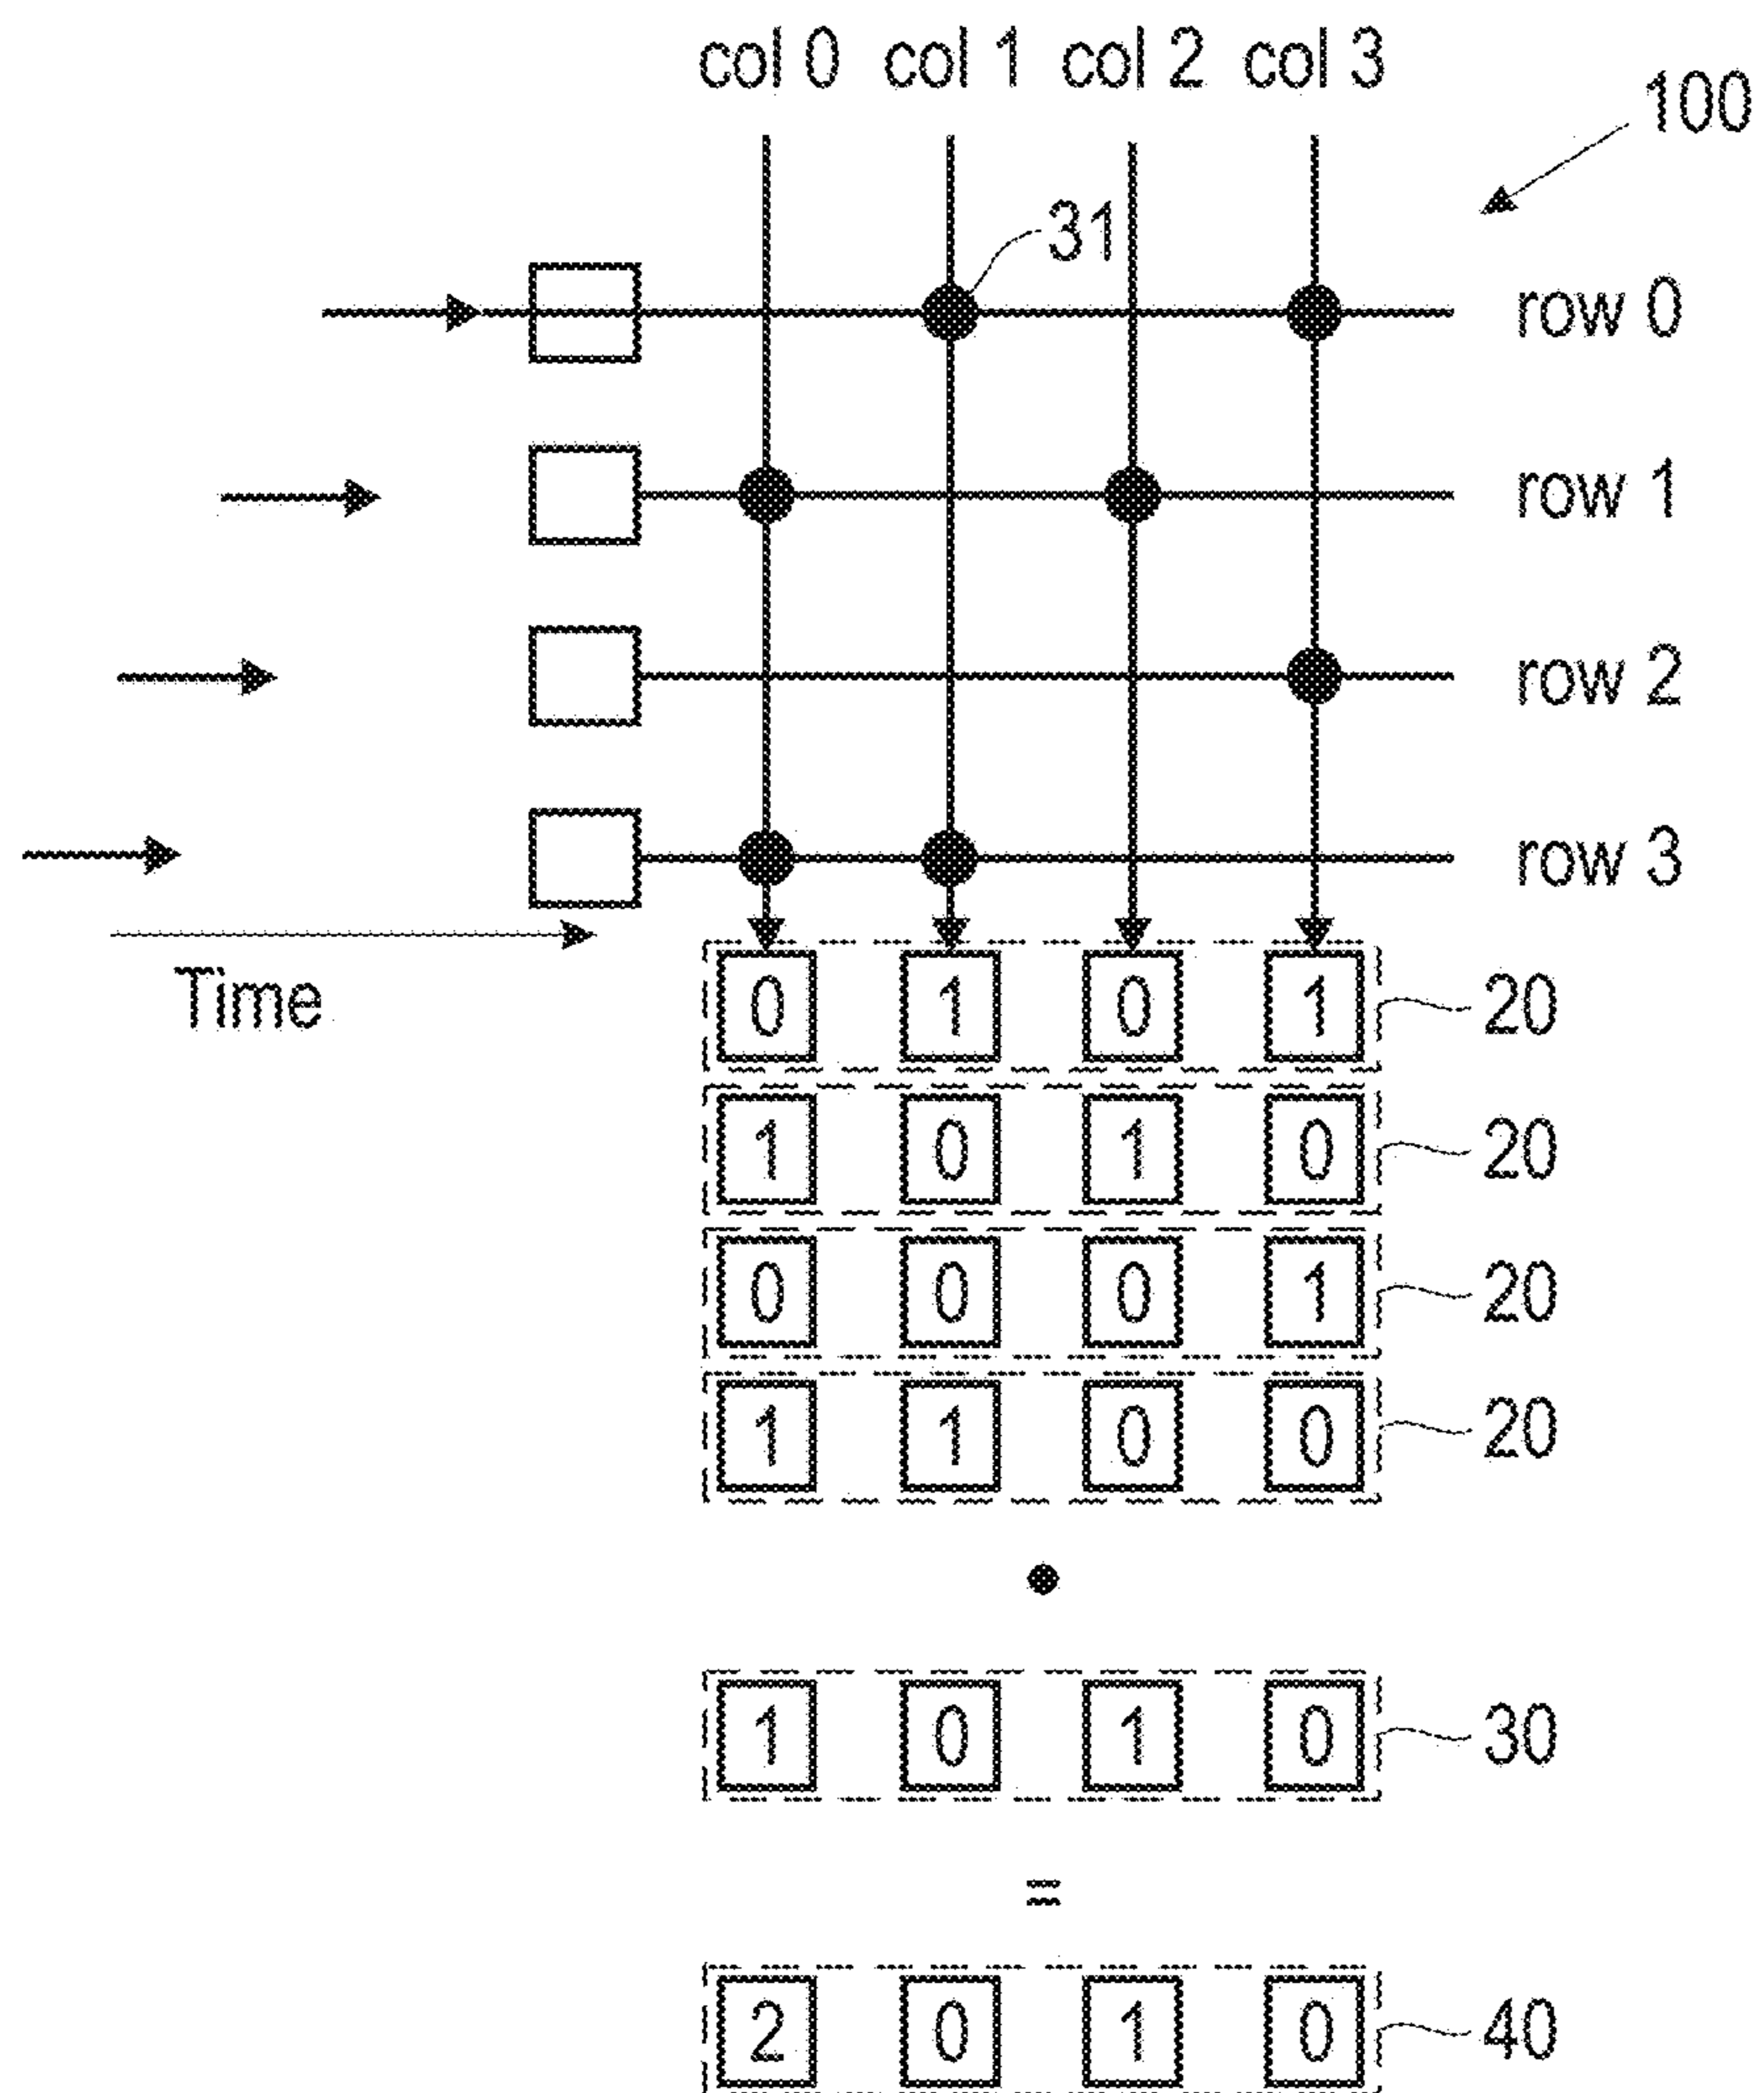 col 0 col 1 col 2 col 3
100
31
row 0
row 1
row 2
row 3
Time
0 1 0 1 20
1 0 1 0 20
0 0 0 1 20
1 1 0 0 20
•
1 0 1 0 30
=
2 0 1 0 40